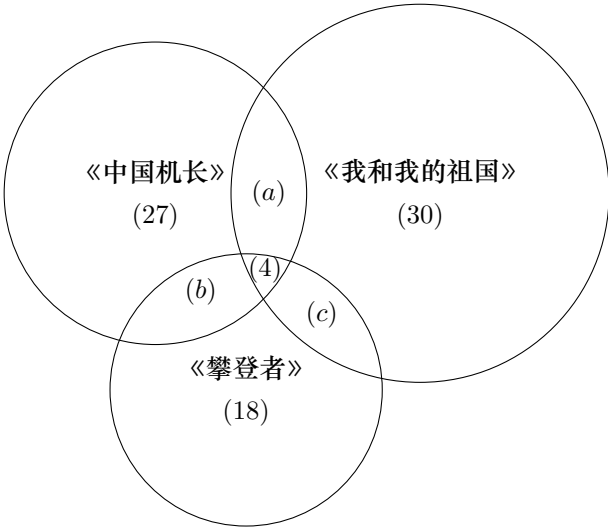 《中国机长》
(27)
《我和我的祖国》
(30)
(a)
(4)
(b)
(c)
《攀登者》
(18)